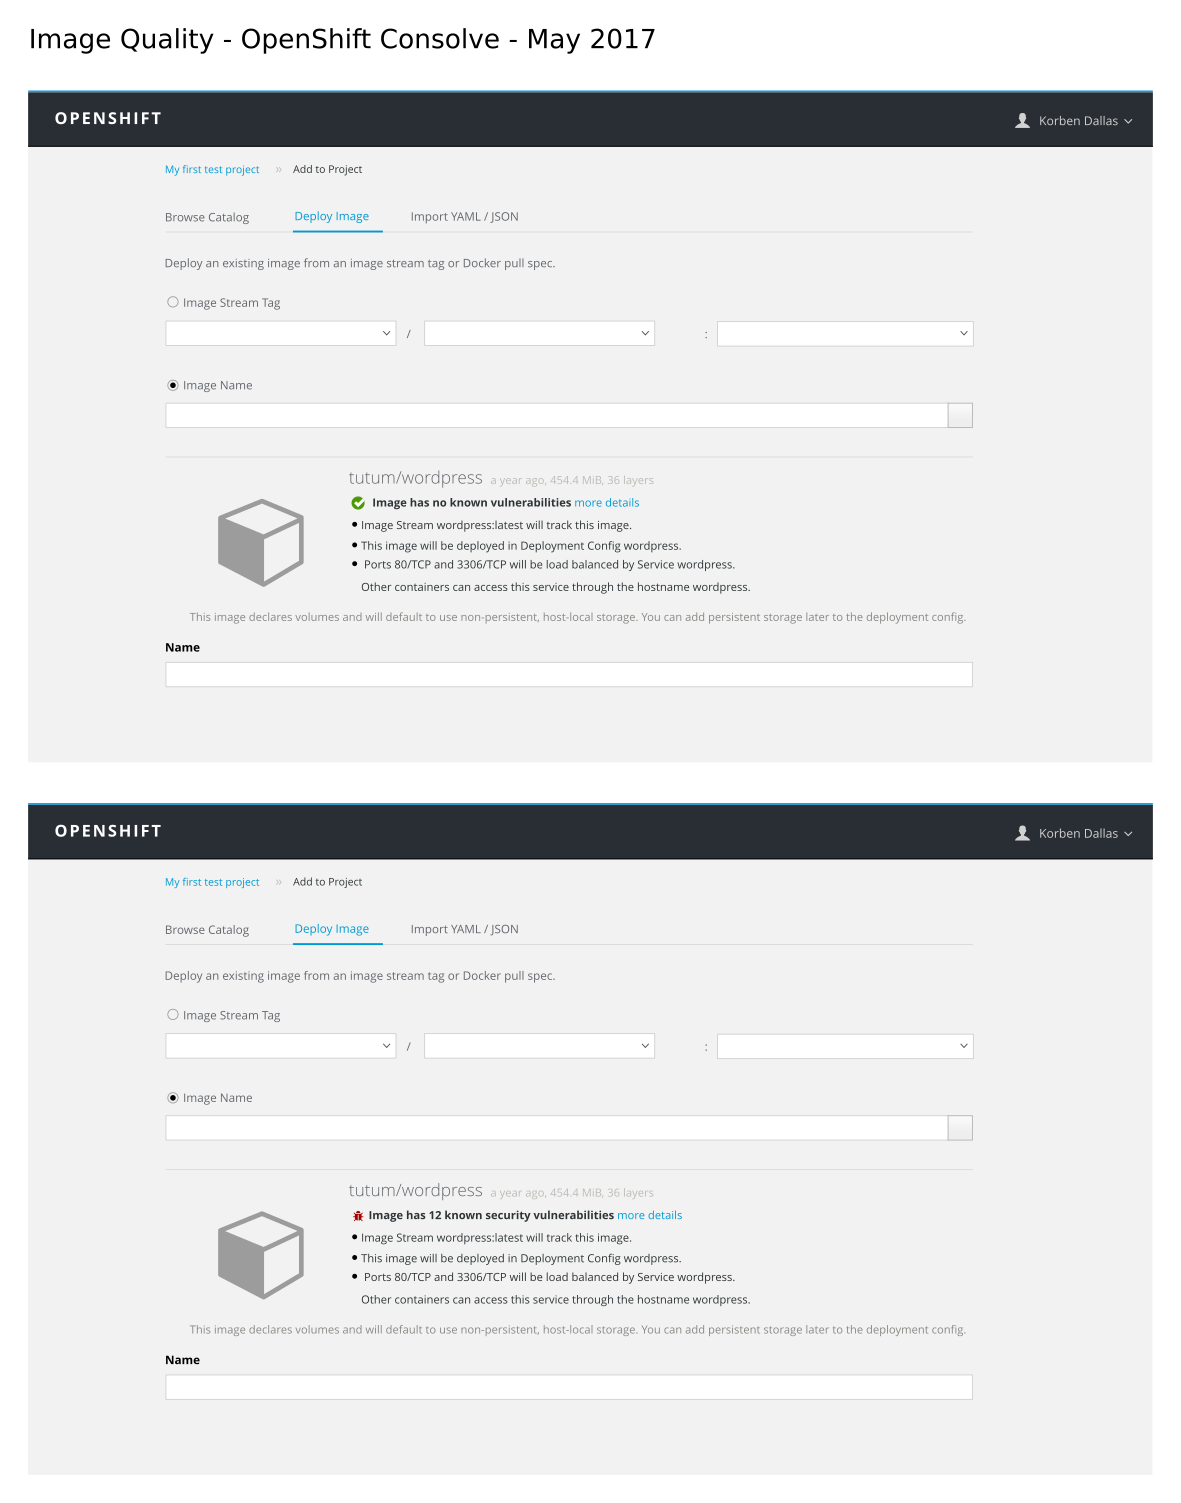 Image Quality - OpenShift Consolve - May 2017
OPENSHIFT
Korben Dallas
My first test project » Add to Project
Browse Catalog Deploy Image Import YAML / JSON
Deploy an existing image from an image stream tag or Docker pull spec.
Image Stream Tag
/ :
Image Name
tutum/wordpress a year ago, 454.4 MiB, 36 layers
Image has no known vulnerabilities more details
• Image Stream wordpress:latest will track this image.
• This image will be deployed in Deployment Config wordpress.
• Ports 80/TCP and 3306/TCP will be load balanced by Service wordpress.
Other containers can access this service through the hostname wordpress.
This image declares volumes and will default to use non-persistent, host-local storage. You can add persistent storage later to the deployment config.
Name
OPENSHIFT
Korben Dallas
My first test project » Add to Project
Browse Catalog Deploy Image Import YAML / JSON
Deploy an existing image from an image stream tag or Docker pull spec.
Image Stream Tag
/ :
Image Name
tutum/wordpress a year ago, 454.4 MiB, 36 layers
Image has 12 known security vulnerabilities more details
• Image Stream wordpress:latest will track this image.
• This image will be deployed in Deployment Config wordpress.
• Ports 80/TCP and 3306/TCP will be load balanced by Service wordpress.
Other containers can access this service through the hostname wordpress.
This image declares volumes and will default to use non-persistent, host-local storage. You can add persistent storage later to the deployment config.
Name